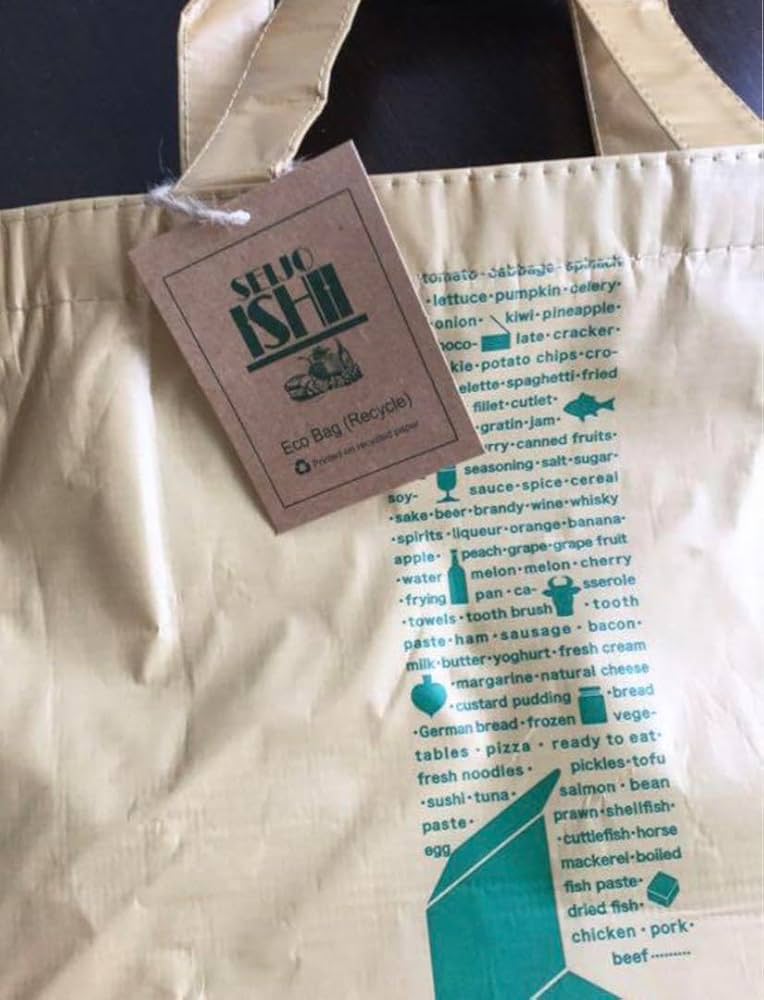 SEIJO
ISHII
Eco Bag (Recycle)
Printed on recycled paper
tomato・cabbage・spinach
・lettuce・pumpkin・celery・
onion・ kiwi・pineapple・
hoco- late・cracker・
kie・potato chips・cro-
elette・spaghetti・fried
fillet・cutlet・
・gratin・jam・
rry・canned fruits・
seasoning・salt・sugar・
soy- sauce・spice・cereal
・sake・beer・brandy・wine・whisky
・spirits・liqueur・orange・banana・
apple・ peach・grape・grape fruit
・water melon・melon・cherry
・frying pan・ca- sserole
・towels・tooth brush ・tooth
paste・ham・sausage・bacon・
milk・butter・yoghurt・fresh cream
・margarine・natural cheese
・custard pudding ・bread
・German bread・frozen vege-
tables・pizza・ready to eat・
fresh noodles・ pickles・tofu
・sushi・tuna・ salmon・bean
paste・ prawn・shellfish・
egg ・cuttlefish・horse
mackerel・boiled
fish paste・
dried fish・
chicken・pork・
beef·········